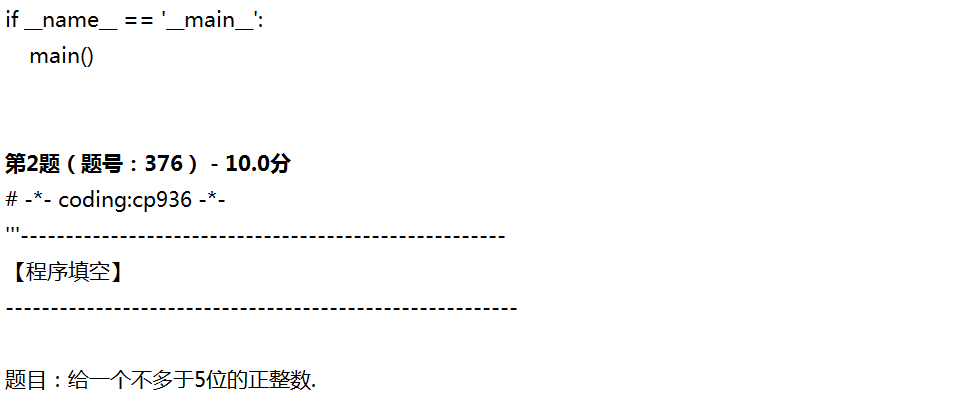 if __name__ == '__main__':
    main()
第2题（题号：376） - 10.0分
# -*- coding:cp936 -*-
'''------------------------------------------------------
【程序填空】
---------------------------------------------------------
题目：给一个不多于5位的正整数.